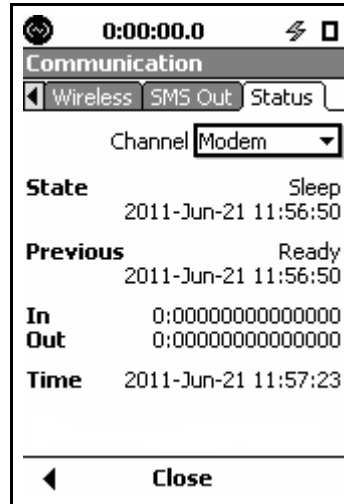 0:00:00.0
Communication
Wireless SMS Out Status
Channel Modem
State Sleep
2011-Jun-21 11:56:50
Previous Ready
2011-Jun-21 11:56:50
In 0:00000000000000
Out 0:00000000000000
Time 2011-Jun-21 11:57:23
Close